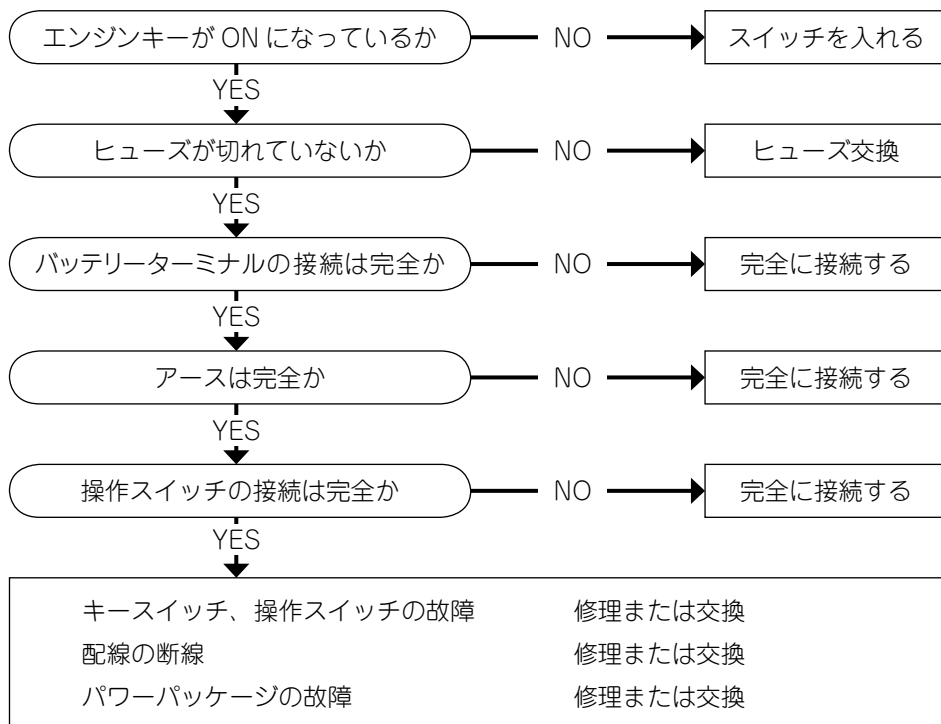 エンジンキーが ON になっているか NO スイッチを入れる
YES
ヒューズが切れていないか NO ヒューズ交換
YES
バッテリーターミナルの接続は完全か NO 完全に接続する
YES
アースは完全か NO 完全に接続する
YES
操作スイッチの接続は完全か NO 完全に接続する
YES
キースイッチ、操作スイッチの故障 修理または交換
配線の断線 修理または交換
パワーパッケージの故障 修理または交換